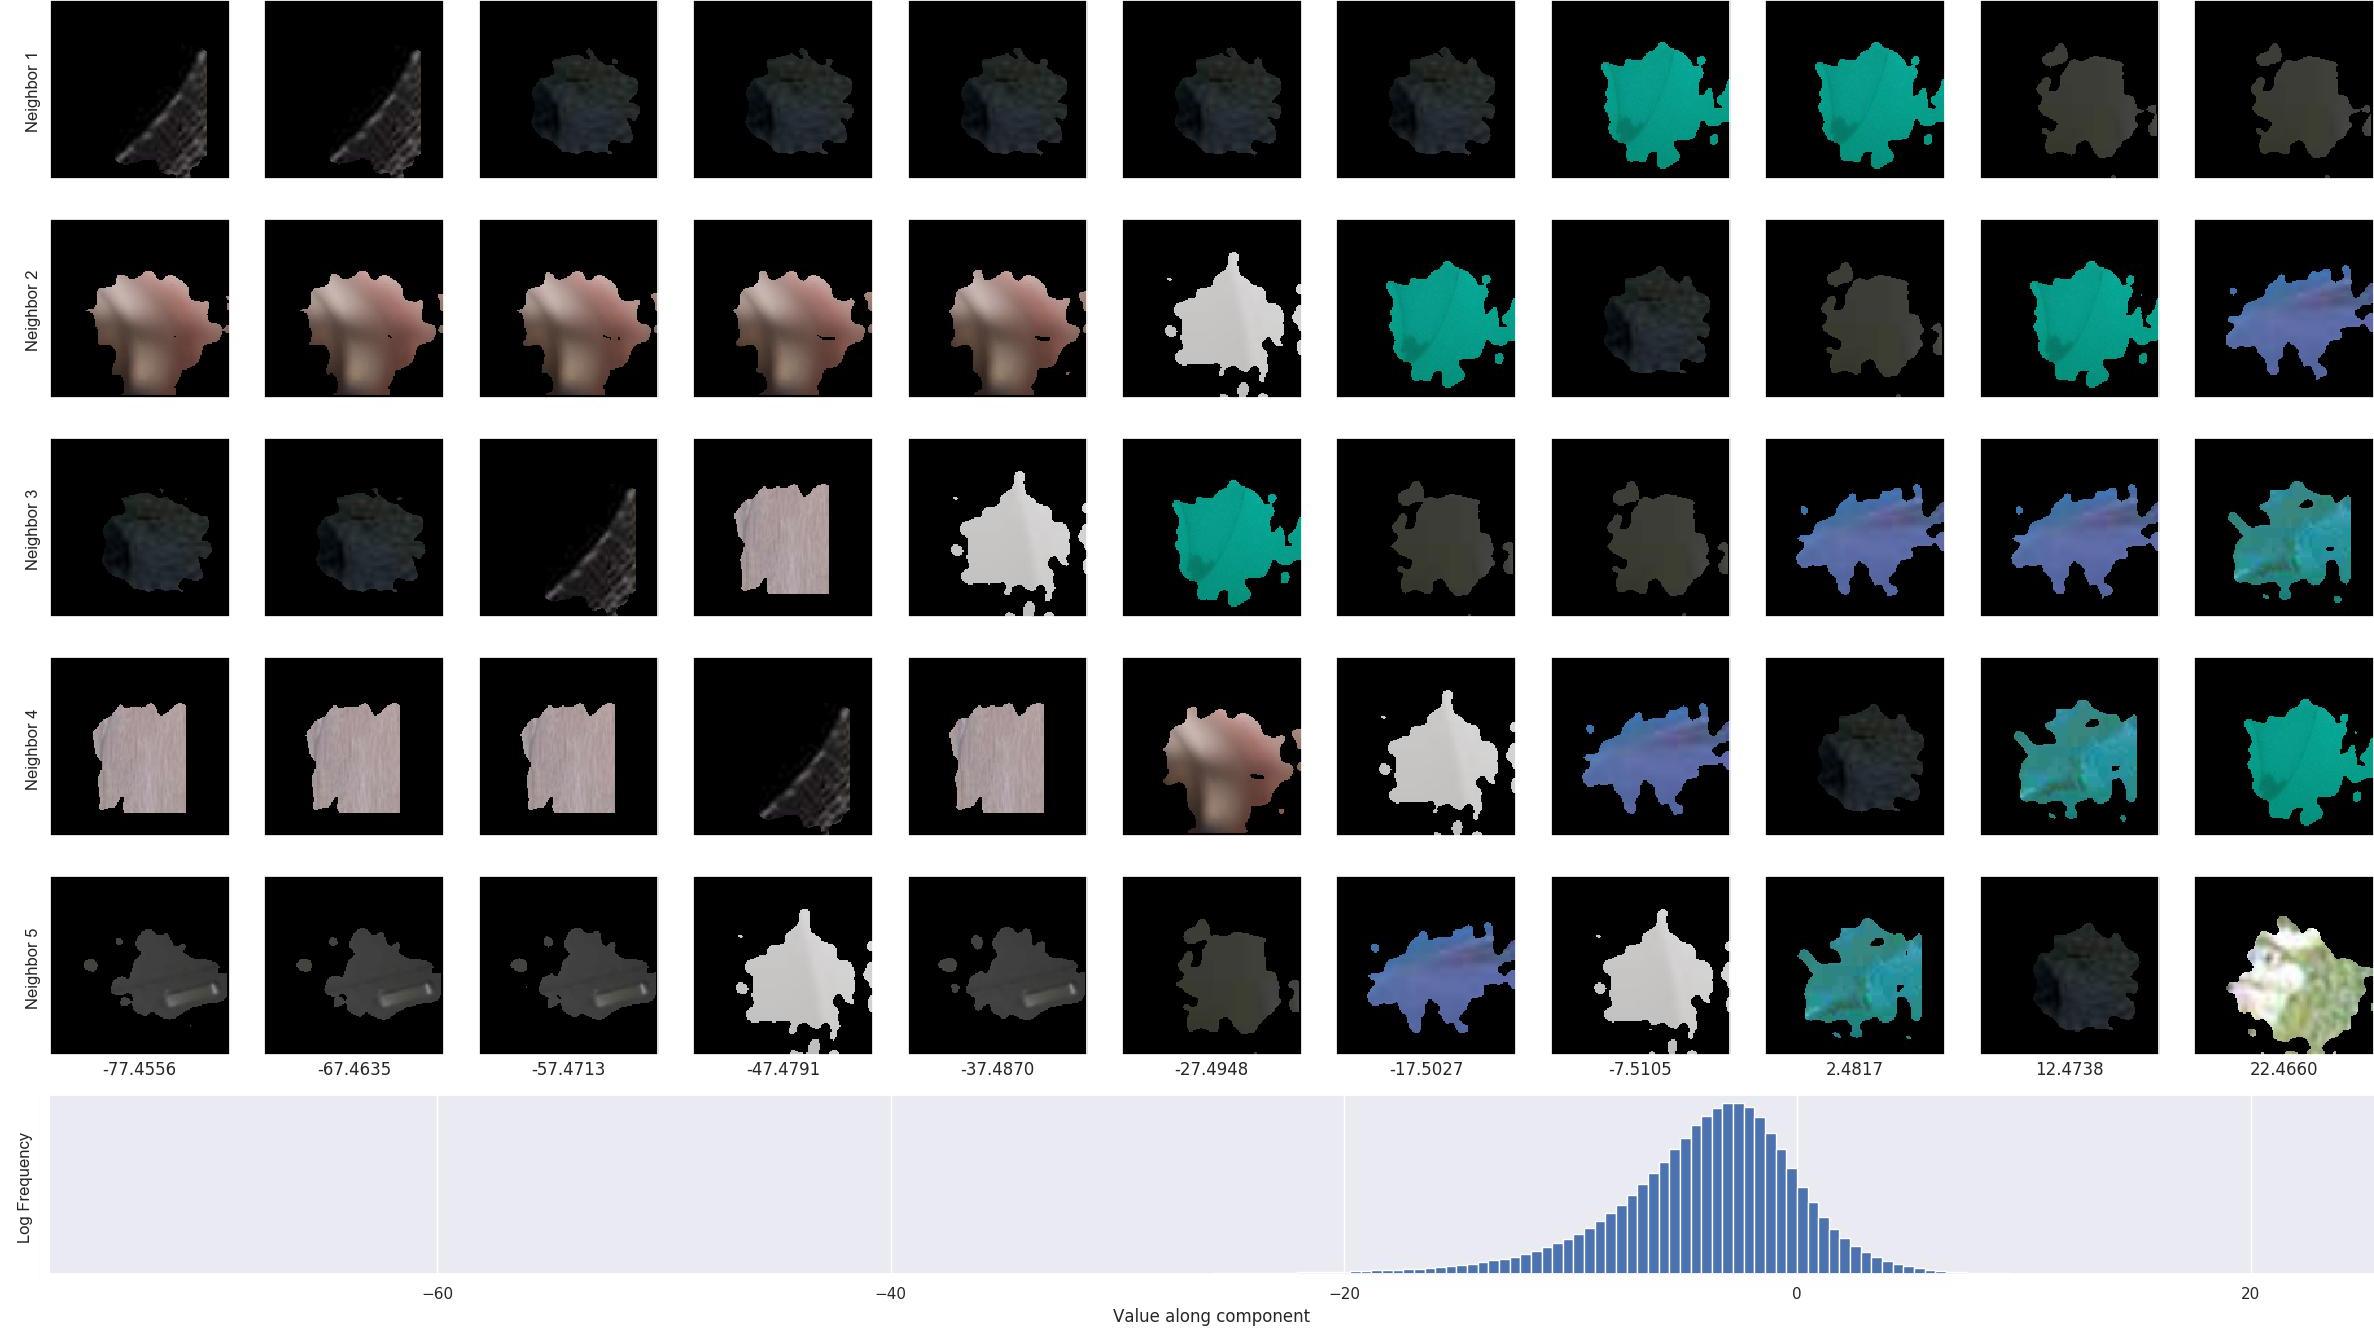 Neighbor 1
Neighbor 2
Neighbor 3
Neighbor 4
Neighbor 5
-77.4556 -67.4635 -57.4713 -47.4791 -37.4870 -27.4948 -17.5027 -7.5105 2.4817 12.4738 22.4660
Log Frequency
−60 −40 −20 0 20
Value along component